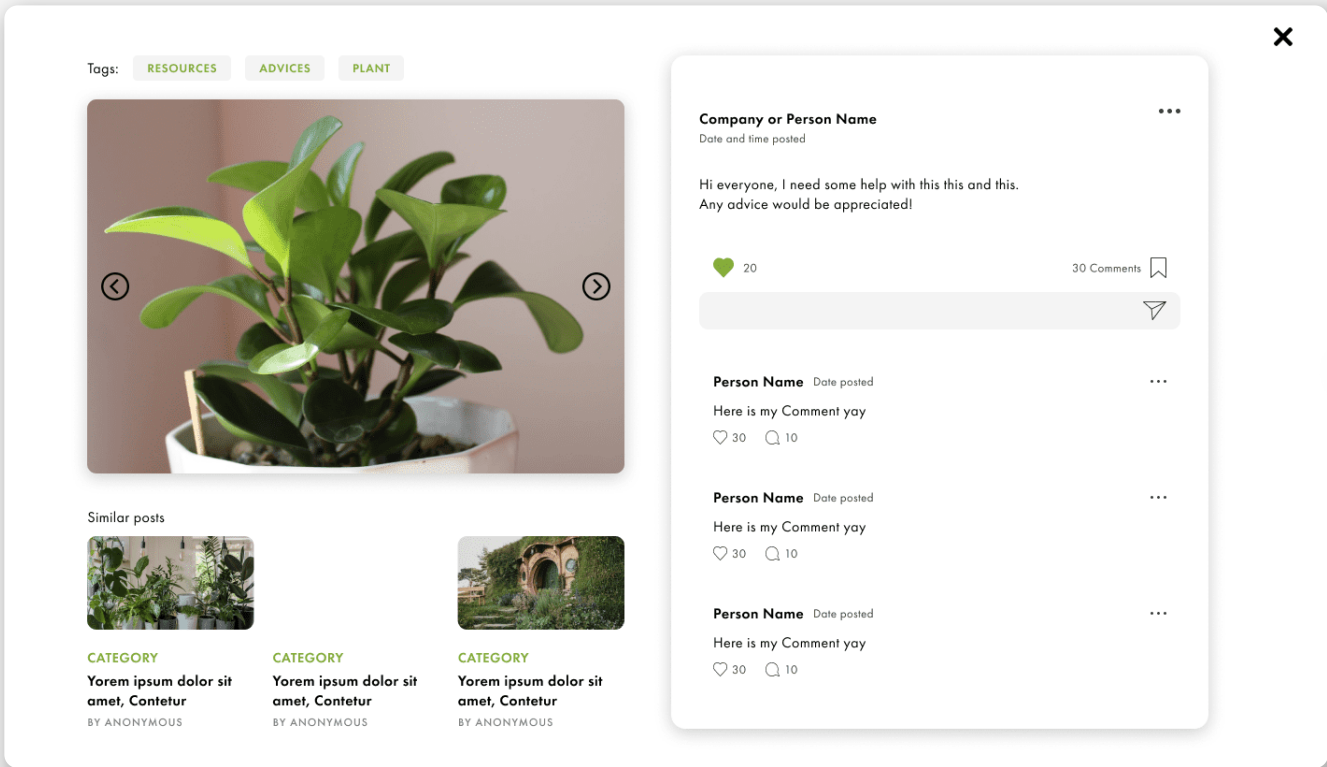 Tags: RESOURCES ADVICES PLANT
Company or Person Name
Date and time posted
Hi everyone, I need some help with this this and this.
Any advice would be appreciated!
20 30 Comments
Person Name Date posted
Here is my Comment yay
30 10
Person Name Date posted
Here is my Comment yay
30 10
Person Name Date posted
Here is my Comment yay
30 10
Similar posts
CATEGORY
Yorem ipsum dolor sit
amet, Contetur
BY ANONYMOUS
CATEGORY
Yorem ipsum dolor sit
amet, Contetur
BY ANONYMOUS
CATEGORY
Yorem ipsum dolor sit
amet, Contetur
BY ANONYMOUS